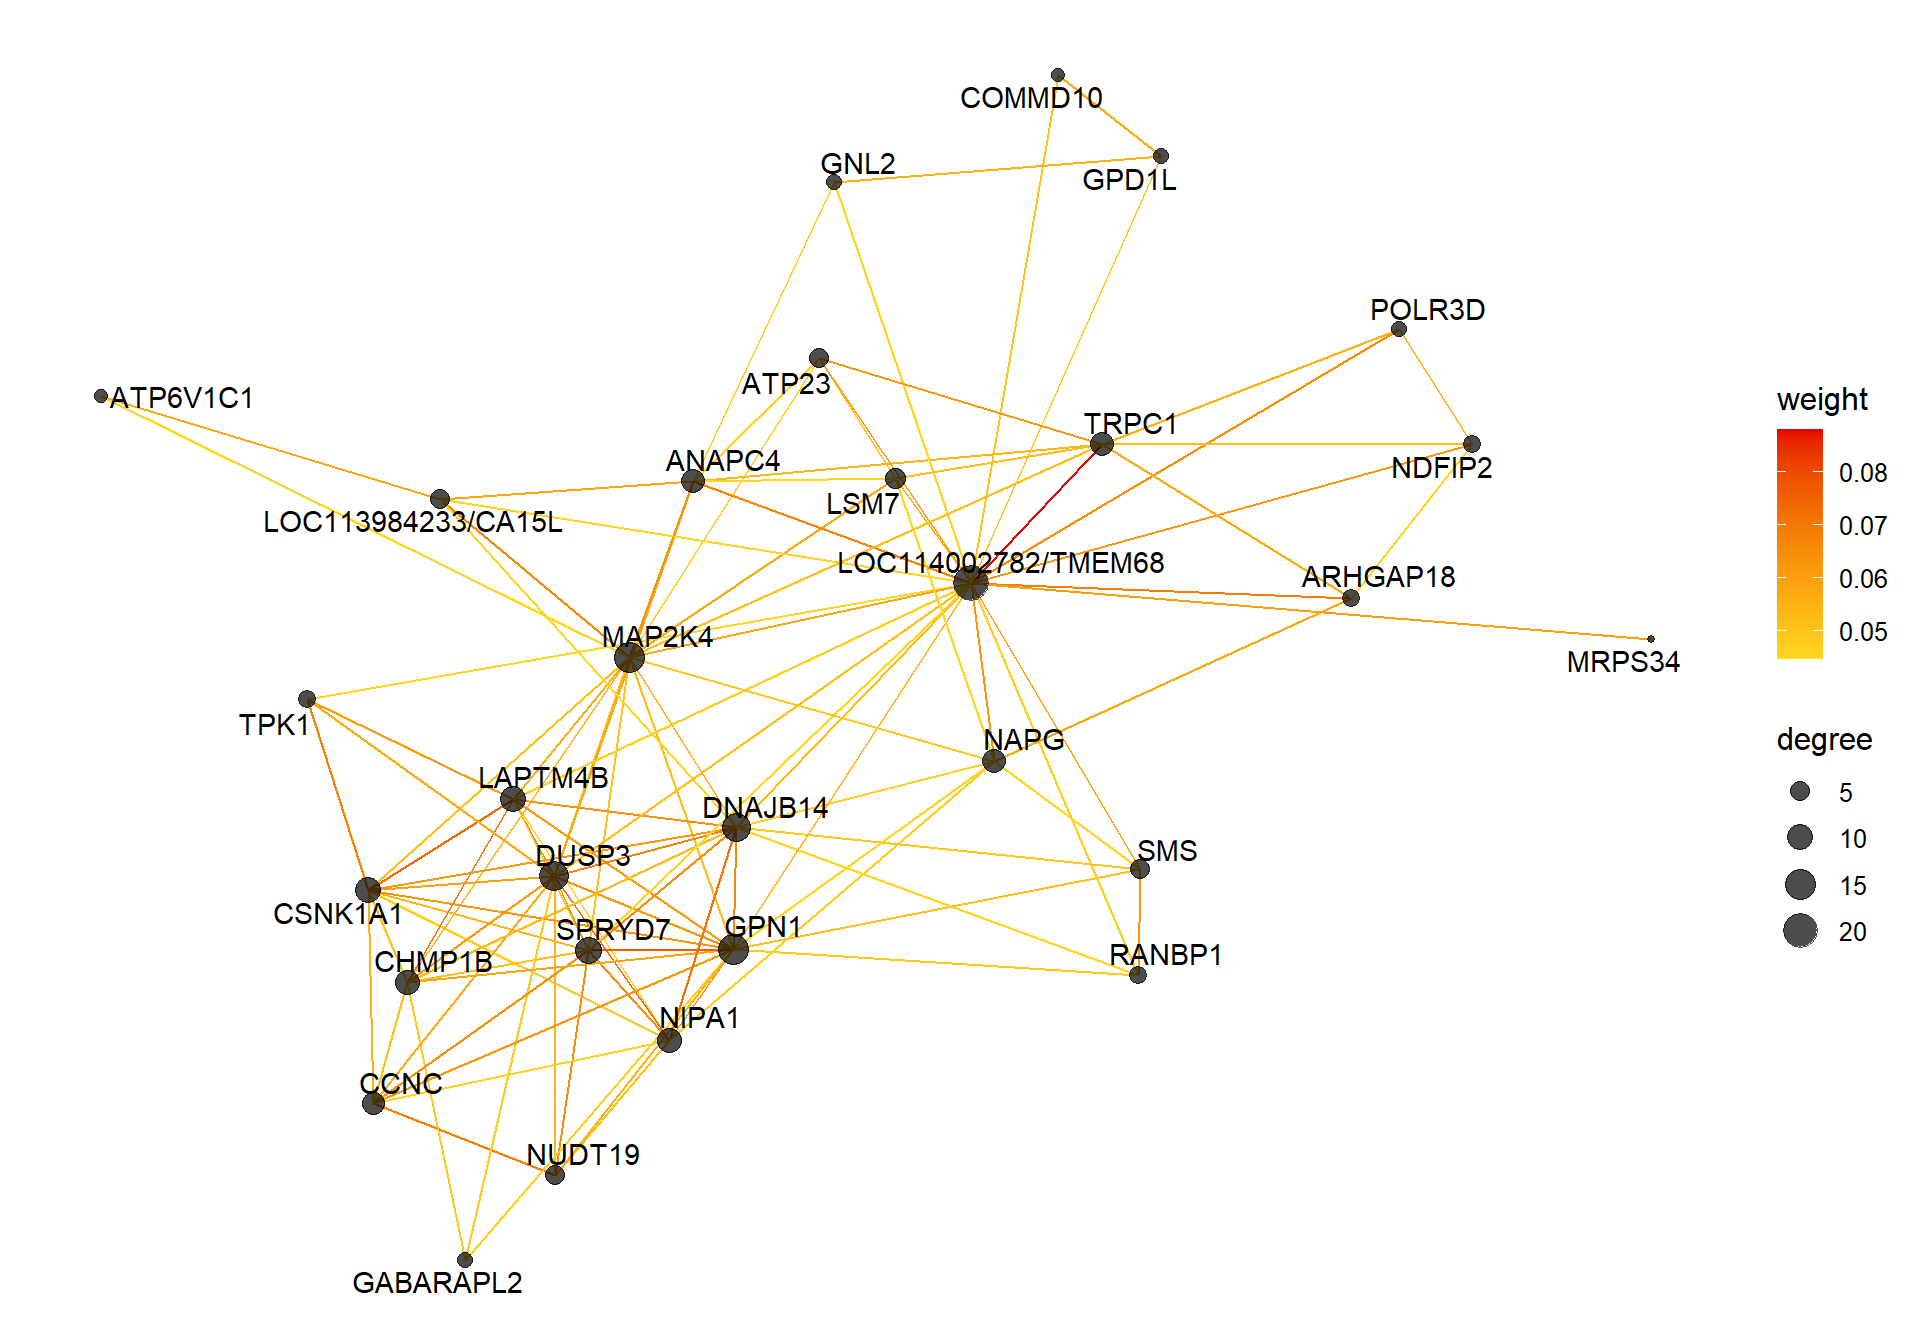 COMMD10
GNL2
GPD1L
POLR3D
ATP23
ATP6V1C1
TRPC1
ANAPC4
NDFIP2
LSM7
LOC113984233/CA15L
LOC114002782/TMEM68
ARHGAP18
MAP2K4
MRPS34
TPK1
NAPG
LAPTM4B
DNAJB14
DUSP3
SMS
CSNK1A1
SPRYD7
GPN1
RANBP1
CHMP1B
NIPA1
CCNC
NUDT19
GABARAPL2
weight
0.08
0.07
0.06
0.05
degree
5
10
15
20